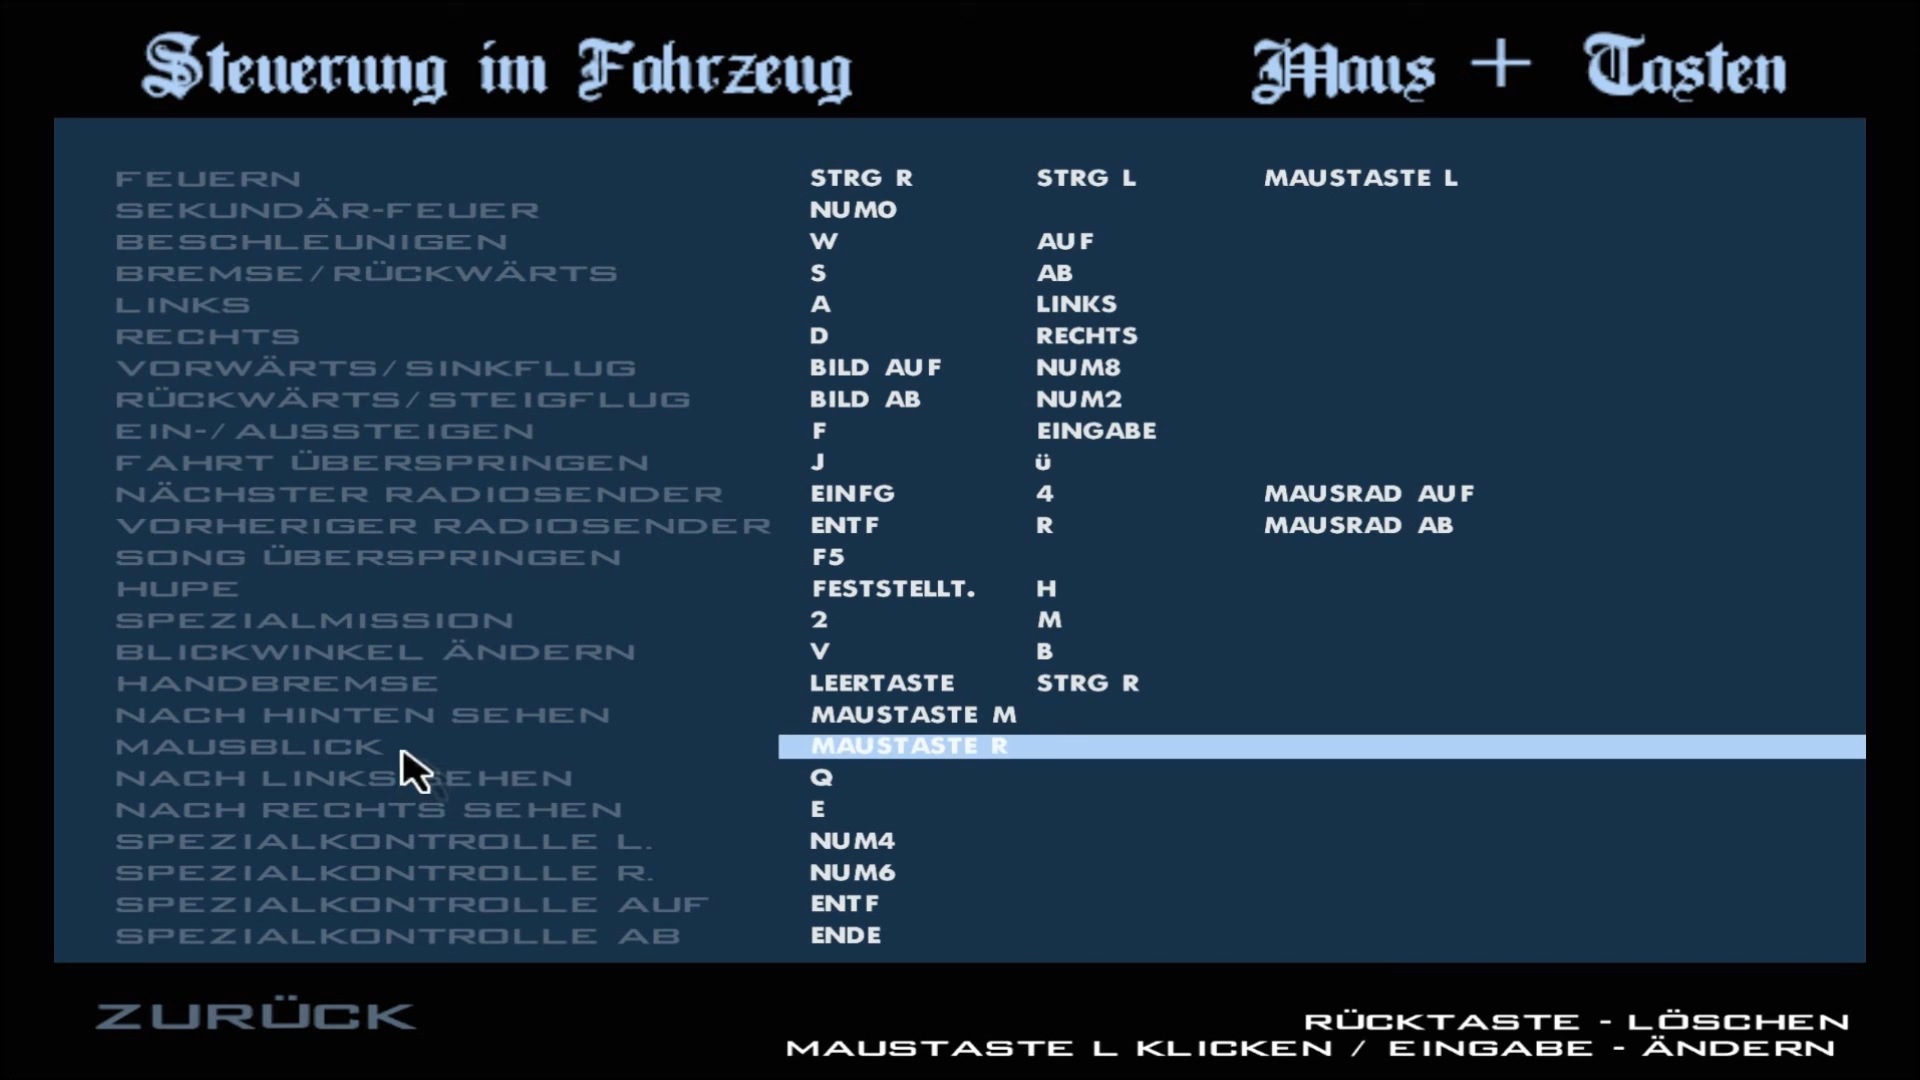 Steuerung im Fahrzeug Maus + Tasten
FEUERN STRG R STRG L MAUSTASTE L
SEKUNDÄR-FEUER NUM0
BESCHLEUNIGEN W AUF
BREMSE/RÜCKWÄRTS S AB
LINKS A LINKS
RECHTS D RECHTS
VORWÄRTS/SINKFLUG BILD AUF NUM8
RÜCKWÄRTS/STEIGFLUG BILD AB NUM2
EIN-/AUSSTEIGEN F EINGABE
FAHRT ÜBERSPRINGEN J ü
NÄCHSTER RADIOSENDER EINFG 4 MAUSRAD AUF
VORHERIGER RADIOSENDER ENTF R MAUSRAD AB
SONG ÜBERSPRINGEN F5
HUPE FESTSTELLT. H
SPEZIALMISSION 2 M
BLICKWINKEL ÄNDERN V B
HANDBREMSE LEERTASTE STRG R
NACH HINTEN SEHEN MAUSTASTE M
MAUSBLICK MAUSTASTE R
NACH LINKS SEHEN Q
NACH RECHTS SEHEN E
SPEZIALKONTROLLE L. NUM4
SPEZIALKONTROLLE R. NUM6
SPEZIALKONTROLLE AUF ENTF
SPEZIALKONTROLLE AB ENDE
ZURÜCK
RÜCKTASTE - LÖSCHEN
MAUSTASTE L KLICKEN / EINGABE - ÄNDERN